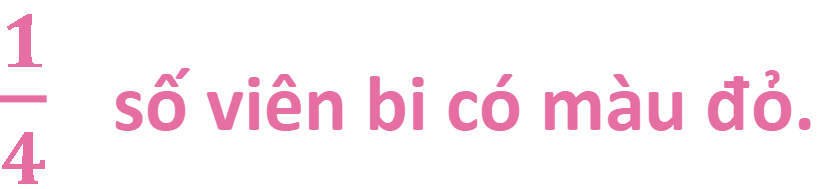 1/4 số viên bi có màu đỏ.